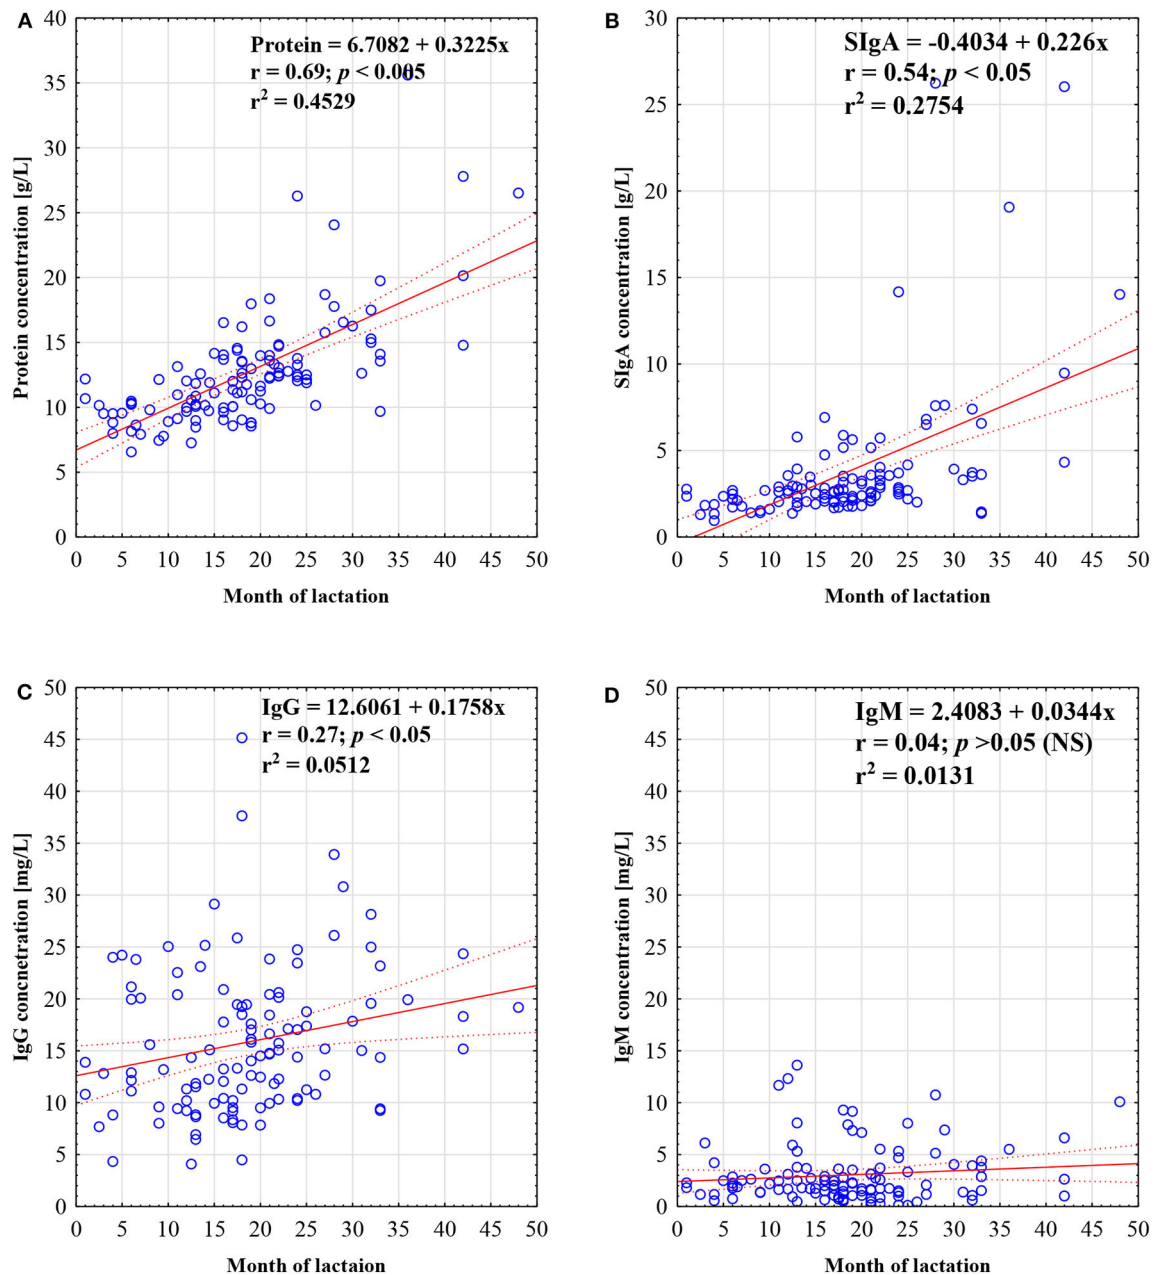 A
Protein = 6.7082 + 0.3225x
r = 0.69; p < 0.005
r² = 0.4529
40
35
30
25
20
15
10
5
0
Protein concentration [g/L]
0 5 10 15 20 25 30 35 40 45 50
Month of lactation
B
SIgA = -0.4034 + 0.226x
r = 0.54; p < 0.05
r² = 0.2754
30
25
20
15
10
5
0
SIgA concentration [g/L]
0 5 10 15 20 25 30 35 40 45 50
Month of lactation
C
IgG = 12.6061 + 0.1758x
r = 0.27; p < 0.05
r² = 0.0512
50
45
40
35
30
25
20
15
10
5
0
IgG concnetration [mg/L]
0 5 10 15 20 25 30 35 40 45 50
Month of lactaion
D
IgM = 2.4083 + 0.0344x
r = 0.04; p >0.05 (NS)
r² = 0.0131
50
45
40
35
30
25
20
15
10
5
0
IgM concentration [mg/L]
0 5 10 15 20 25 30 35 40 45 50
Month of lactation